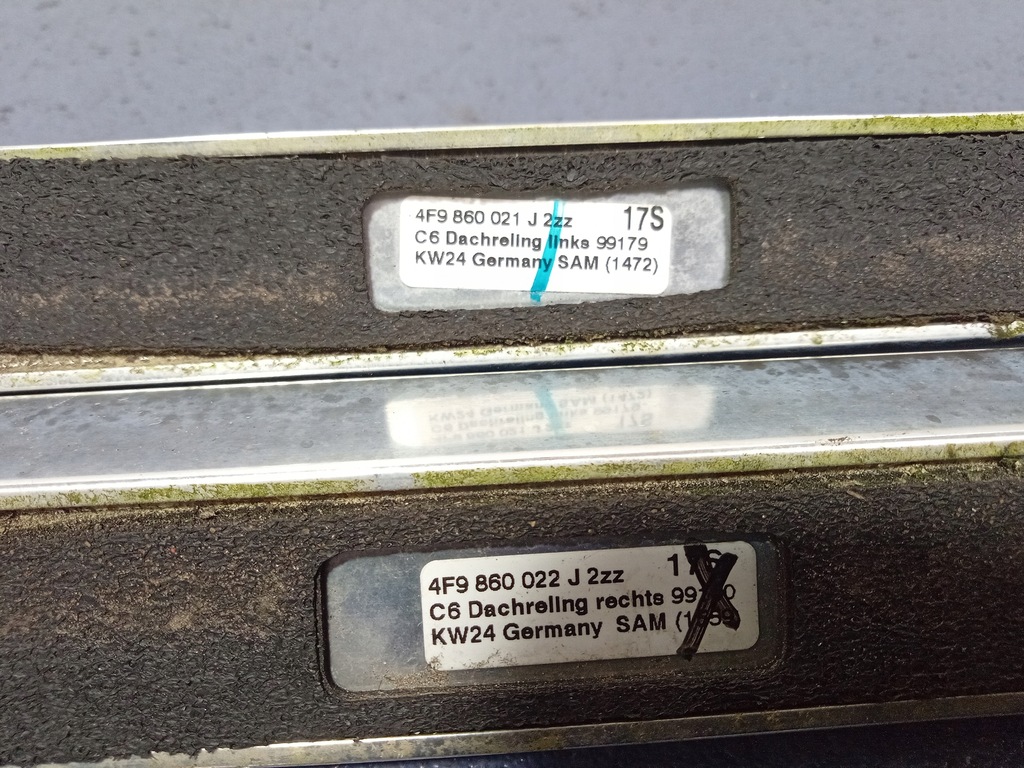 4F9 860 021 J 2zz 17S
C6 Dachreling links 99179
KW24 Germany SAM (1472)
4F9 860 022 J 2zz
C6 Dachreling rechts
KW24 Germany SAM